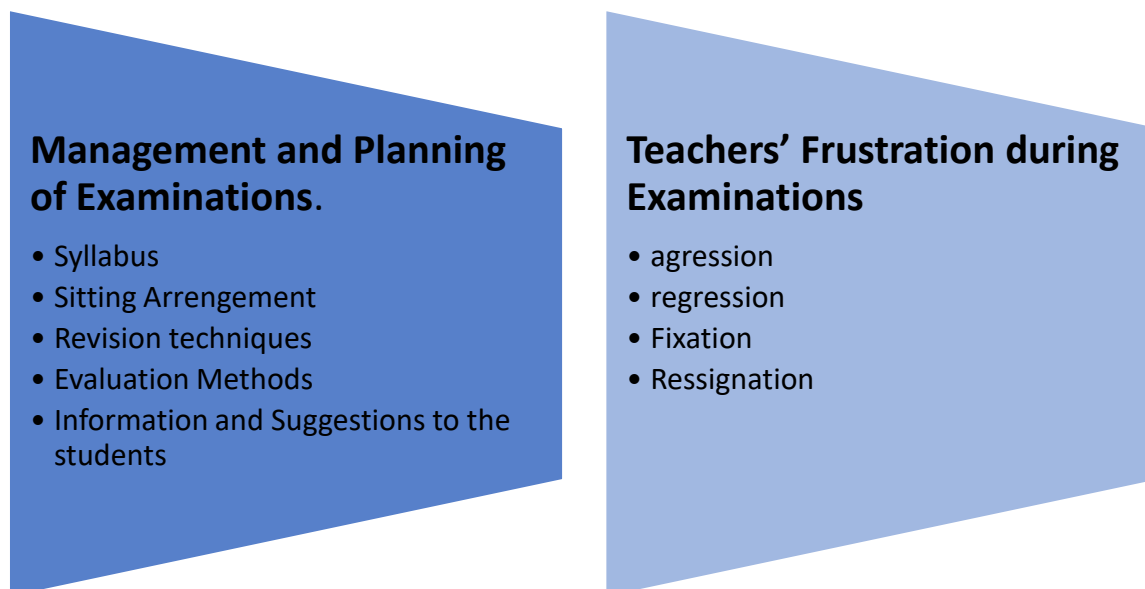 Management and Planning
of Examinations.
• Syllabus
• Sitting Arrengement
• Revision techniques
• Evaluation Methods
• Information and Suggestions to the
students
Teachers’ Frustration during
Examinations
• agression
• regression
• Fixation
• Ressignation